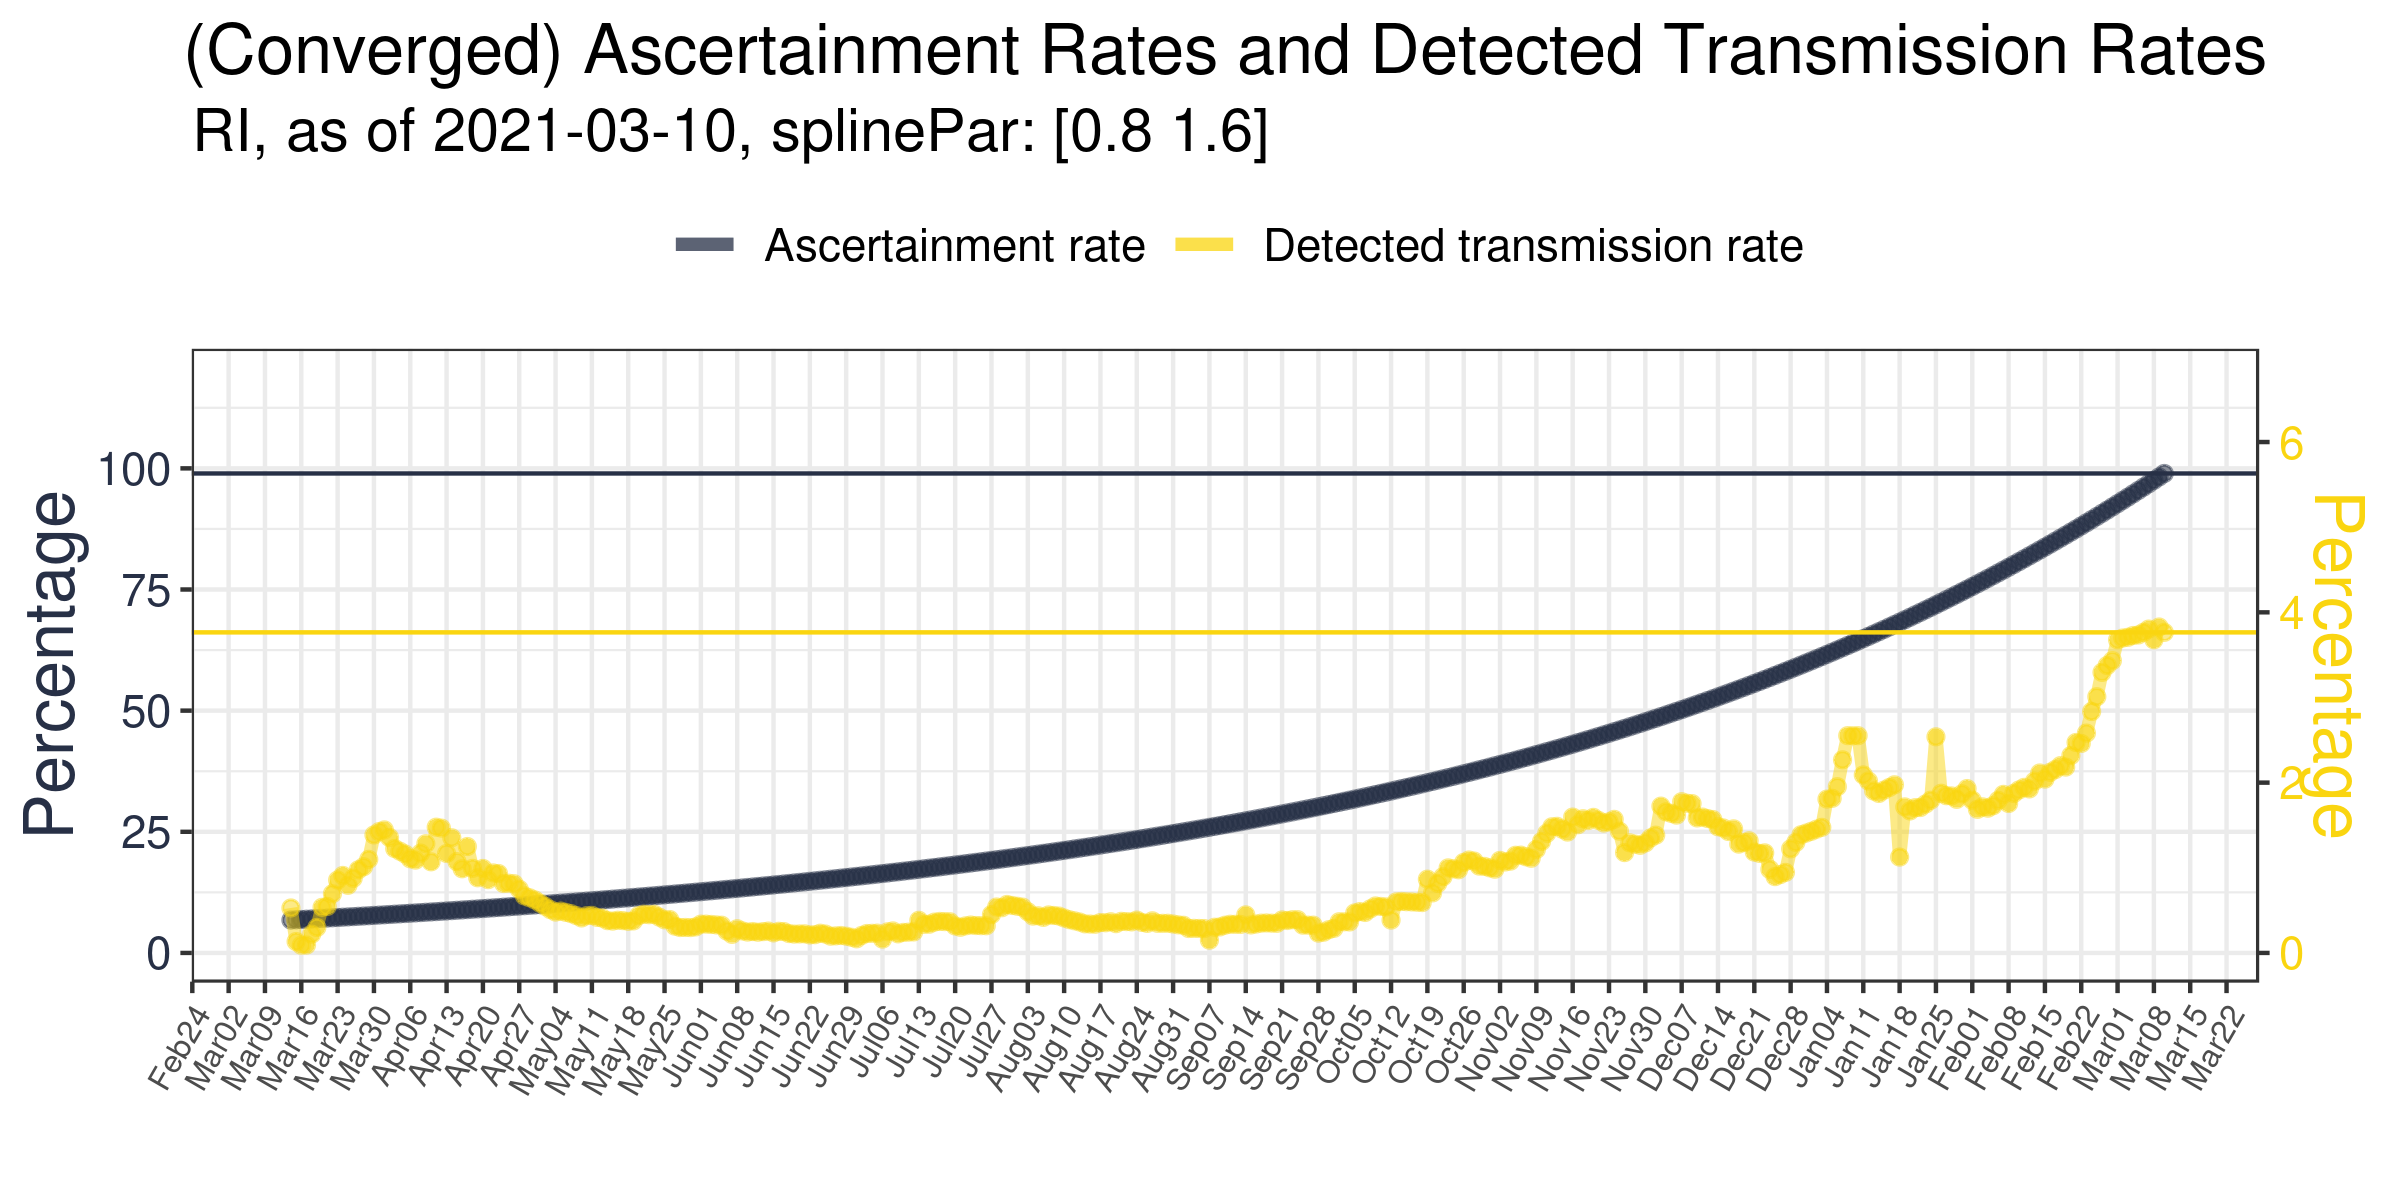 (Converged) Ascertainment Rates and Detected Transmission Rates
RI, as of 2021-03-10, splinePar: [0.8 1.6]
Ascertainment rate
Detected transmission rate
Percentage
100
75
50
25
0
6
4
2
0
Percentage
Feb24
Mar02
Mar09
Mar16
Mar23
Mar30
Apr06
Apr13
Apr20
Apr27
May04
May11
May18
May25
Jun01
Jun08
Jun15
Jun22
Jun29
Jul06
Jul13
Jul20
Jul27
Aug03
Aug10
Aug17
Aug24
Aug31
Sep07
Sep14
Sep21
Sep28
Oct05
Oct12
Oct19
Oct26
Nov02
Nov09
Nov16
Nov23
Nov30
Dec07
Dec14
Dec21
Dec28
Jan04
Jan11
Jan18
Jan25
Feb01
Feb08
Feb15
Feb22
Mar01
Mar08
Mar15
Mar22